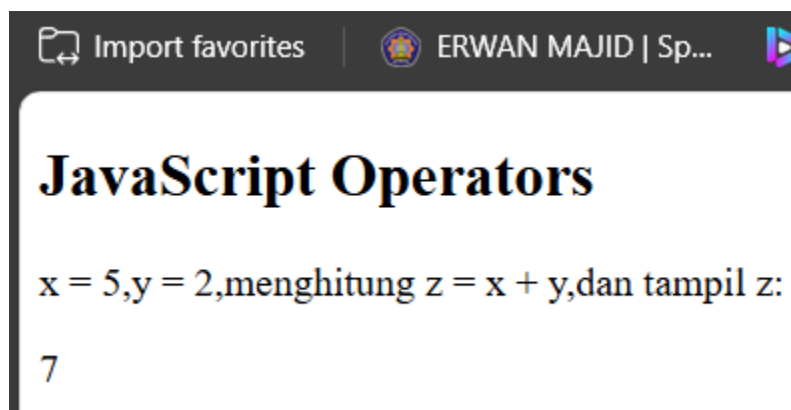 Import favorites
ERWAN MAJID | Sp...
JavaScript Operators
x = 5,y = 2,menghitung z = x + y,dan tampil z:
7